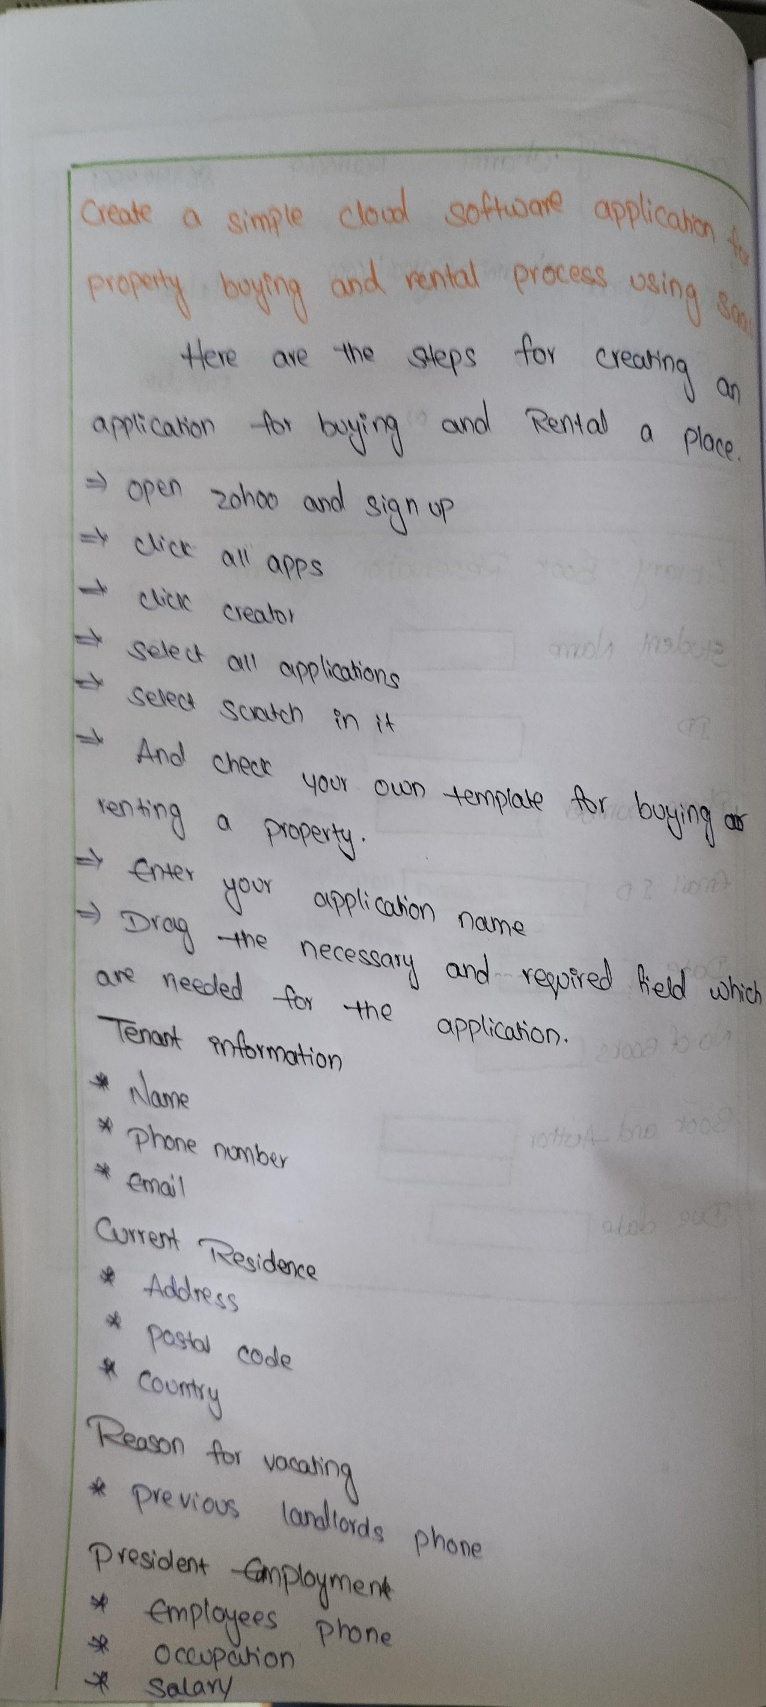 Create a simple cloud software application for
property buying and rental process using saas
Here are the steps for creating an
application for buying and Rental a place.
⇒ open zohoo and sign up
⇒ click all apps
⇒ click creator
⇒ select all applications
⇒ select scratch in it
⇒ And check your own template for buying or
renting a property.
⇒ Enter your application name
⇒ Drag the necessary and required field which
are needed for the application.
Tenant information
* Name
* phone number
* email
Current Residence
* Address
* postal code
* Country
Reason for vacating
* previous landlords phone
President Employment
* employees phone
* occupation
* salary